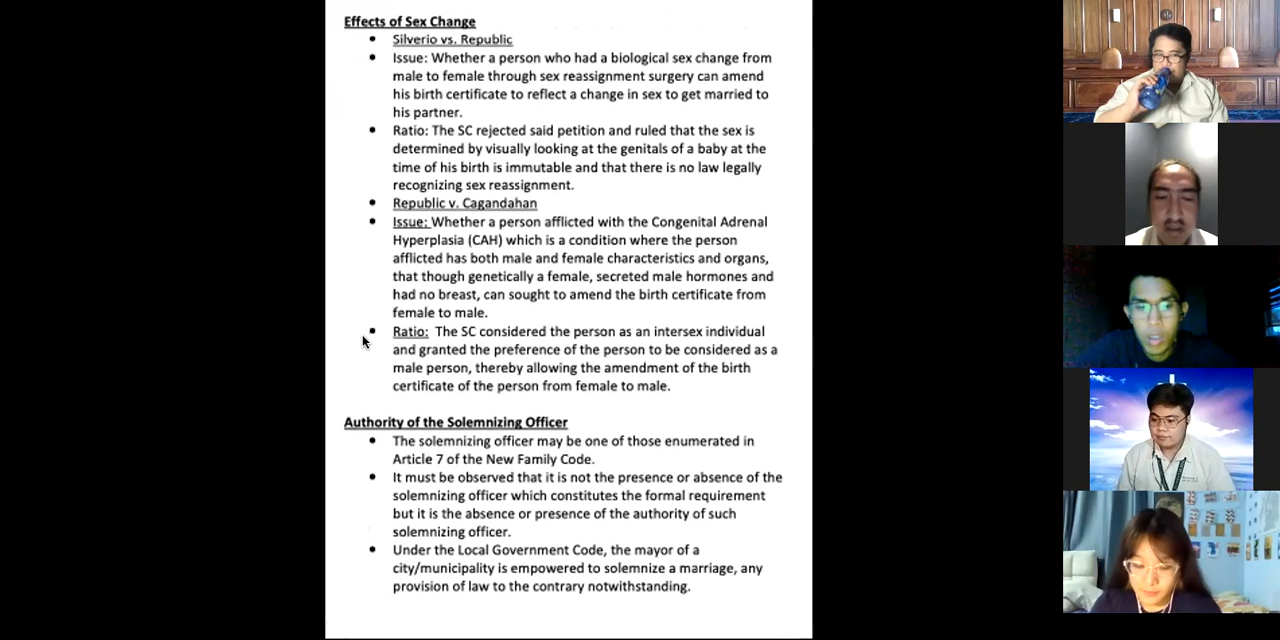 Effects of Sex Change
• Silverio vs. Republic
• Issue: Whether a person who had a biological sex change from
male to female through sex reassignment surgery can amend
his birth certificate to reflect a change in sex to get married to
his partner.
• Ratio: The SC rejected said petition and ruled that the sex is
determined by visually looking at the genitals of a baby at the
time of his birth is immutable and that there is no law legally
recognizing sex reassignment.
• Republic v. Cagandahan
• Issue: Whether a person afflicted with the Congenital Adrenal
Hyperplasia (CAH) which is a condition where the person
afflicted has both male and female characteristics and organs,
that though genetically a female, secreted male hormones and
had no breast, can sought to amend the birth certificate from
female to male.
• Ratio: The SC considered the person as an intersex individual
and granted the preference of the person to be considered as a
male person, thereby allowing the amendment of the birth
certificate of the person from female to male.
Authority of the Solemnizing Officer
• The solemnizing officer may be one of those enumerated in
Article 7 of the New Family Code.
• It must be observed that it is not the presence or absence of the
solemnizing officer which constitutes the formal requirement
but it is the absence or presence of the authority of such
solemnizing officer.
• Under the Local Government Code, the mayor of a
city/municipality is empowered to solemnize a marriage, any
provision of law to the contrary notwithstanding.